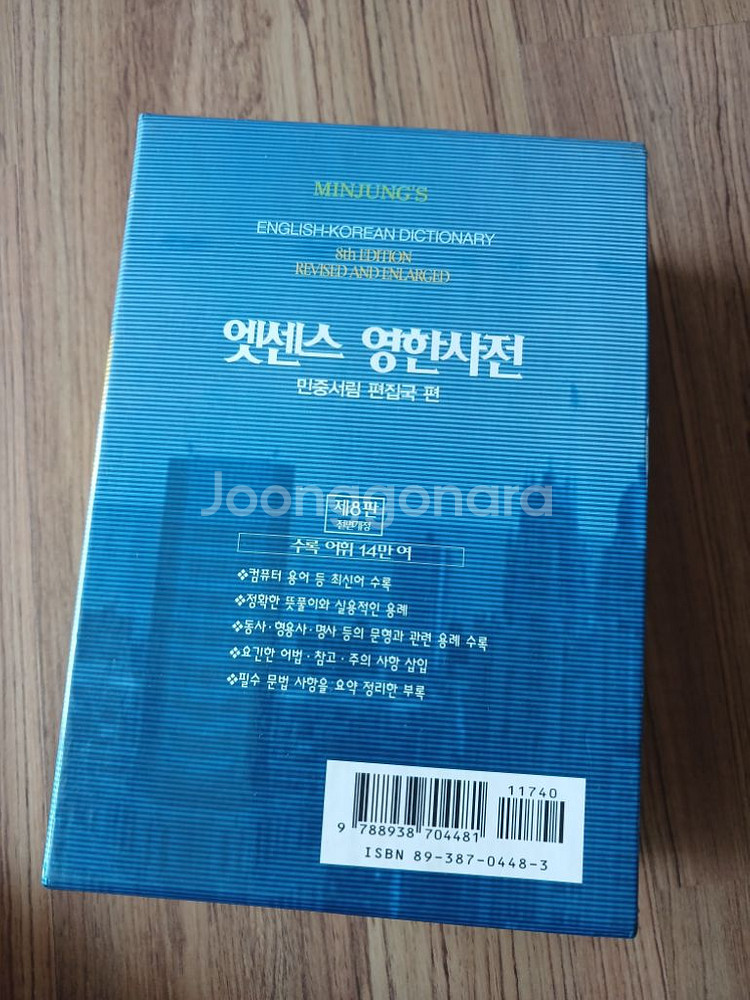 MINJUNG'S
ENGLISH-KOREAN DICTIONARY
8th EDITION
REVISED AND ENLARGED
엣센스 영한사전
민중서림 편집국 편
Joonggonara
제8판
전면개정
수록 어휘 14만 여
❖컴퓨터 용어 등 최신어 수록
❖정확한 뜻풀이와 실용적인 용례
❖동사·형용사·명사 등의 문형과 관련 용례 수록
❖요긴한 어법·참고·주의 사항 삽입
❖필수 문법 사항을 요약 정리한 부록
11740
9 788938 704481
ISBN 89-387-0448-3